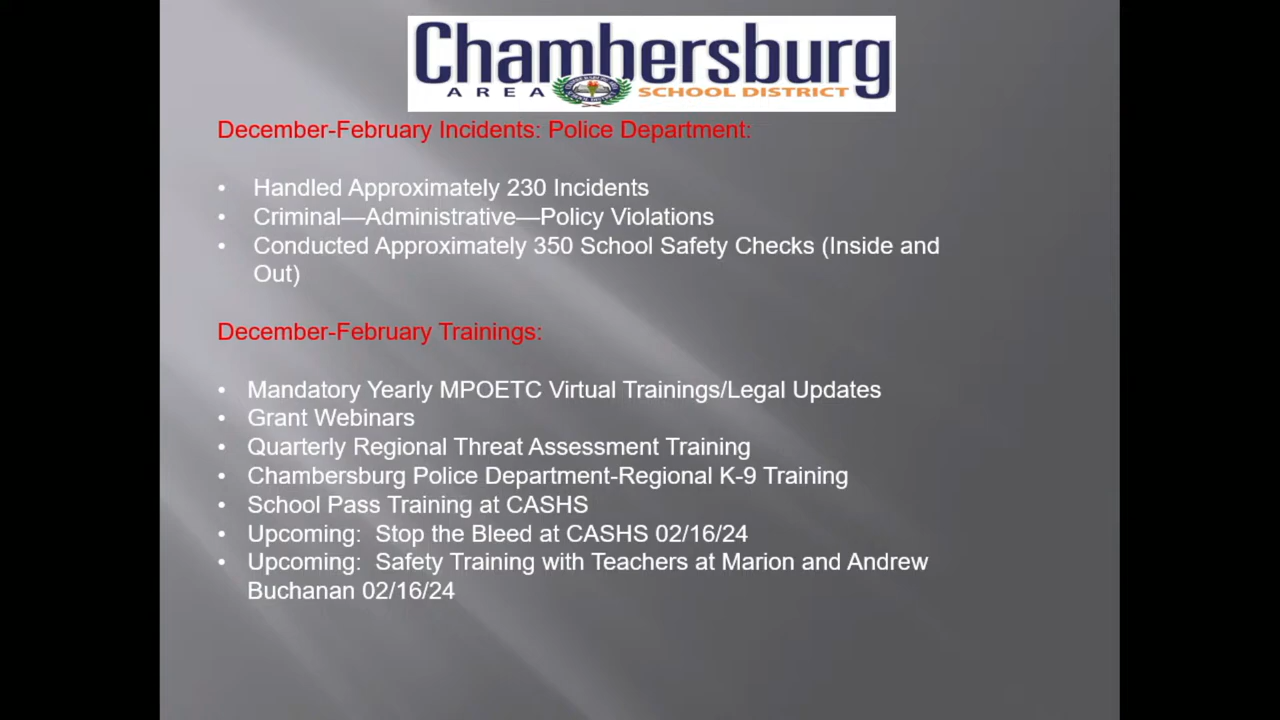 Chambersburg
AREA SCHOOL DISTRICT
December-February Incidents: Police Department:
• Handled Approximately 230 Incidents
• Criminal—Administrative—Policy Violations
• Conducted Approximately 350 School Safety Checks (Inside and
Out)
December-February Trainings:
• Mandatory Yearly MPOETC Virtual Trainings/Legal Updates
• Grant Webinars
• Quarterly Regional Threat Assessment Training
• Chambersburg Police Department-Regional K-9 Training
• School Pass Training at CASHS
• Upcoming:  Stop the Bleed at CASHS 02/16/24
• Upcoming:  Safety Training with Teachers at Marion and Andrew
Buchanan 02/16/24